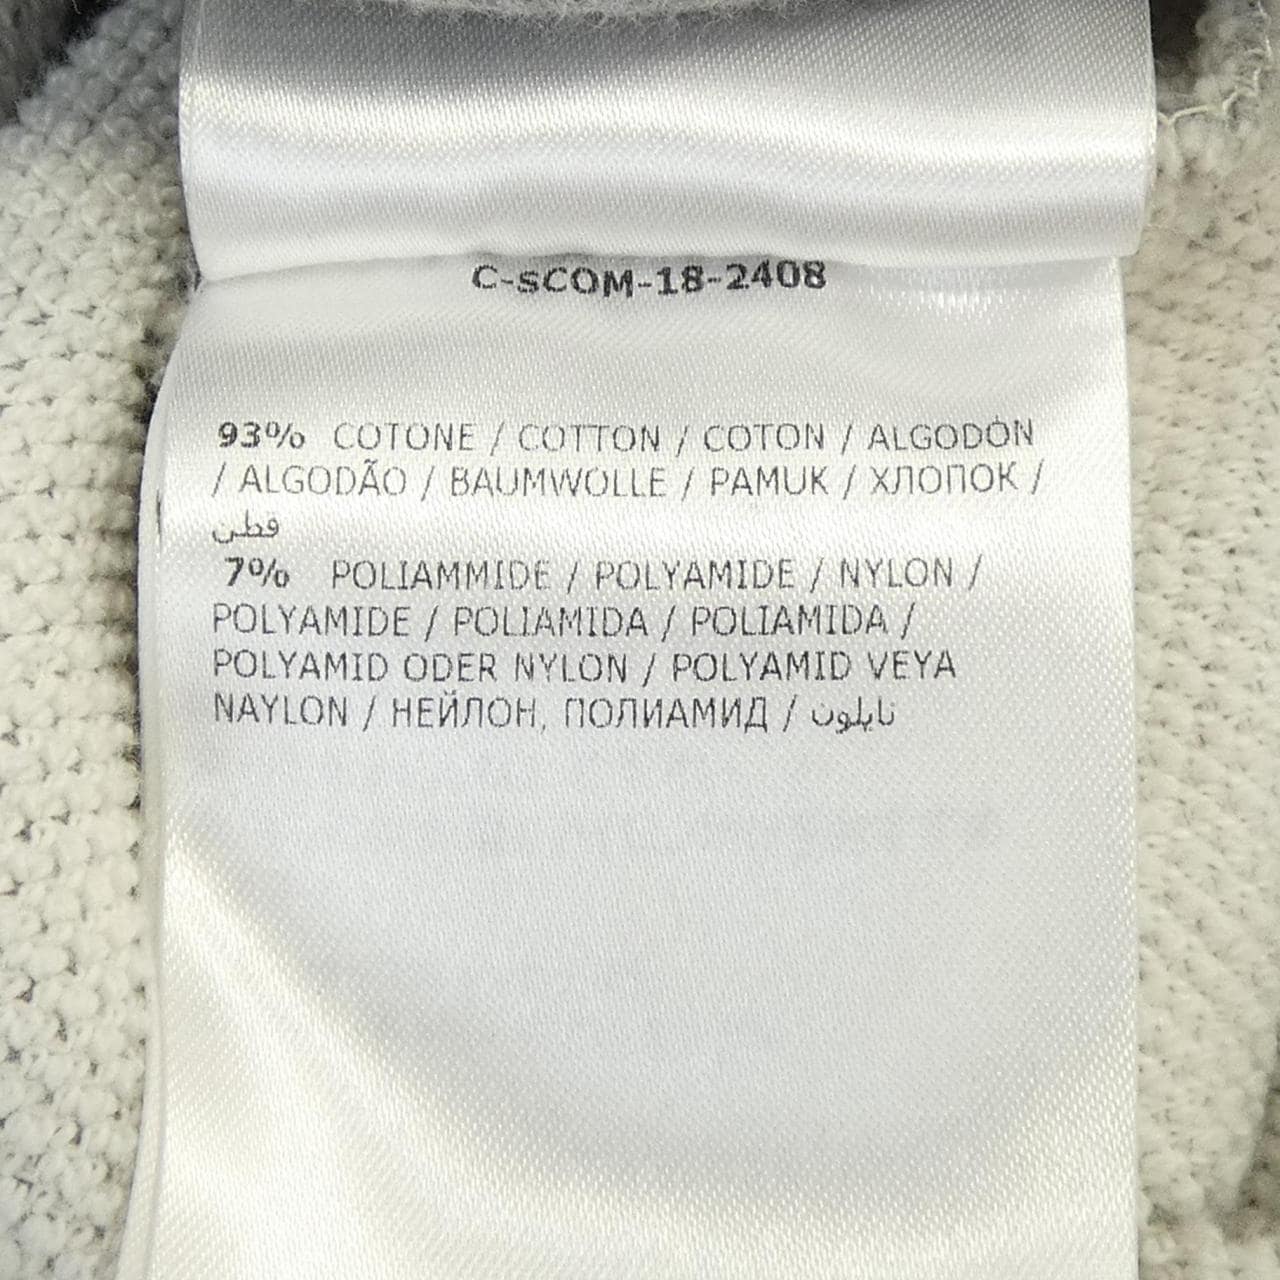 C-sCOM-18-2408
93% COTONE / COTTON / COTON / ALGODÓN
/ ALGODÃO / BAUMWOLLE / PAMUK / ХЛОПОК /
قطن
7% POLIAMMIDE / POLYAMIDE / NYLON /
POLYAMIDE / POLIAMIDA / POLIAMIDA /
POLYAMID ODER NYLON / POLYAMID VEYA
NAYLON / НЕЙЛОН, ПОЛИАМИД / نايلون